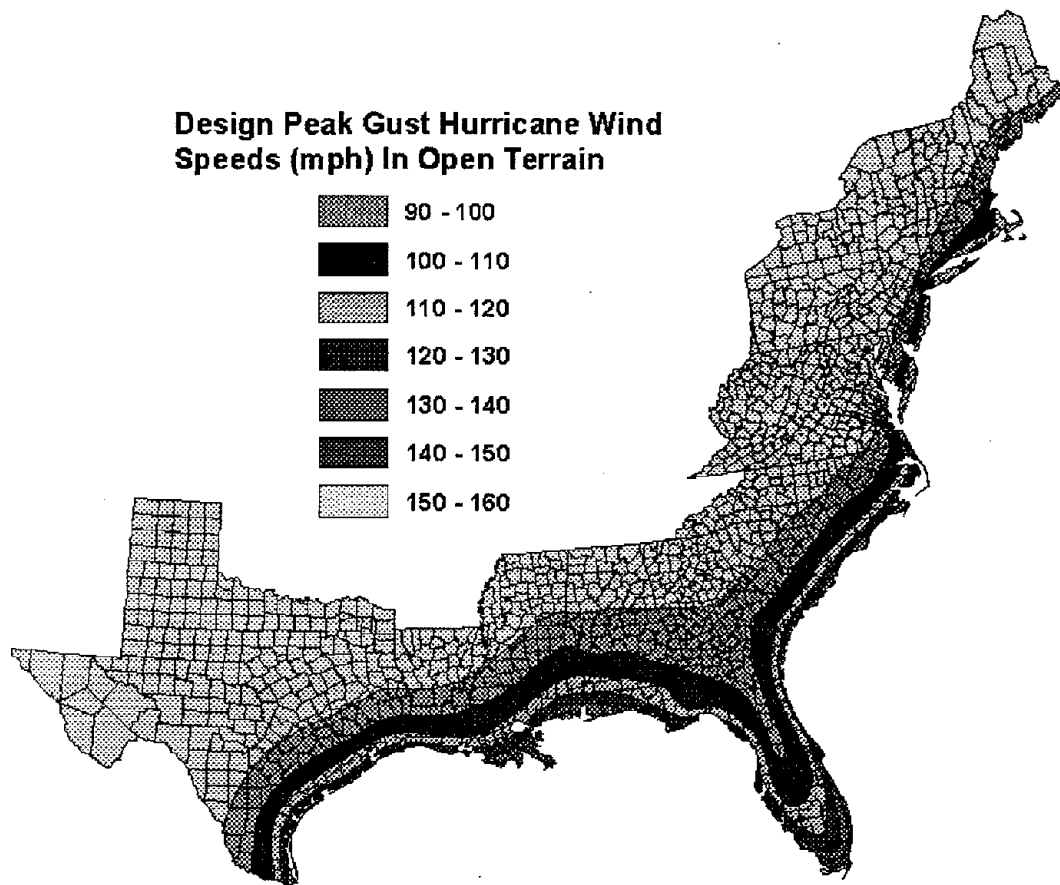 Design Peak Gust Hurricane Wind
Speeds (mph) In Open Terrain
90 - 100
100 - 110
110 - 120
120 - 130
130 - 140
140 - 150
150 - 160